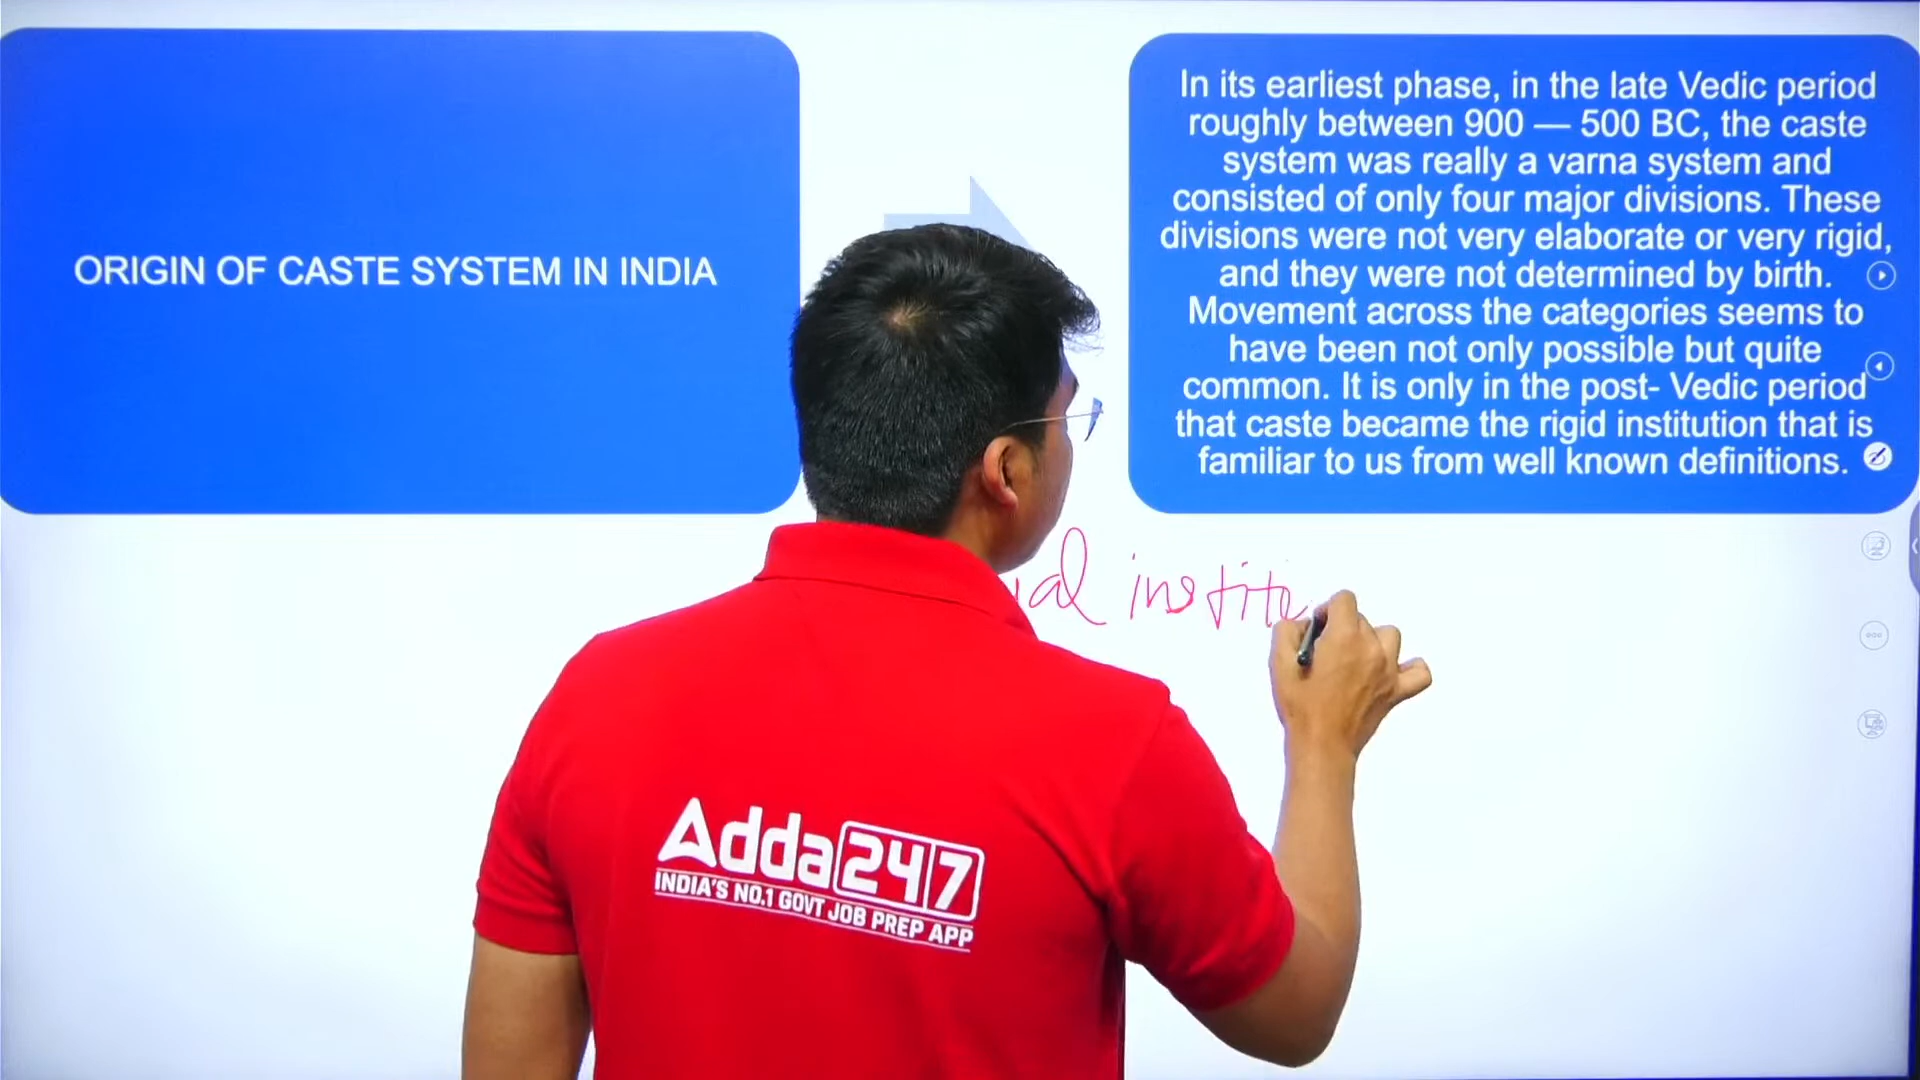 ORIGIN OF CASTE SYSTEM IN INDIA
In its earliest phase, in the late Vedic period
roughly between 900 — 500 BC, the caste
system was really a varna system and
consisted of only four major divisions. These
divisions were not very elaborate or very rigid,
and they were not determined by birth.
Movement across the categories seems to
have been not only possible but quite
common. It is only in the post- Vedic period
that caste became the rigid institution that is
familiar to us from well known definitions.
Adda247
INDIA'S NO.1 GOVT JOB PREP APP